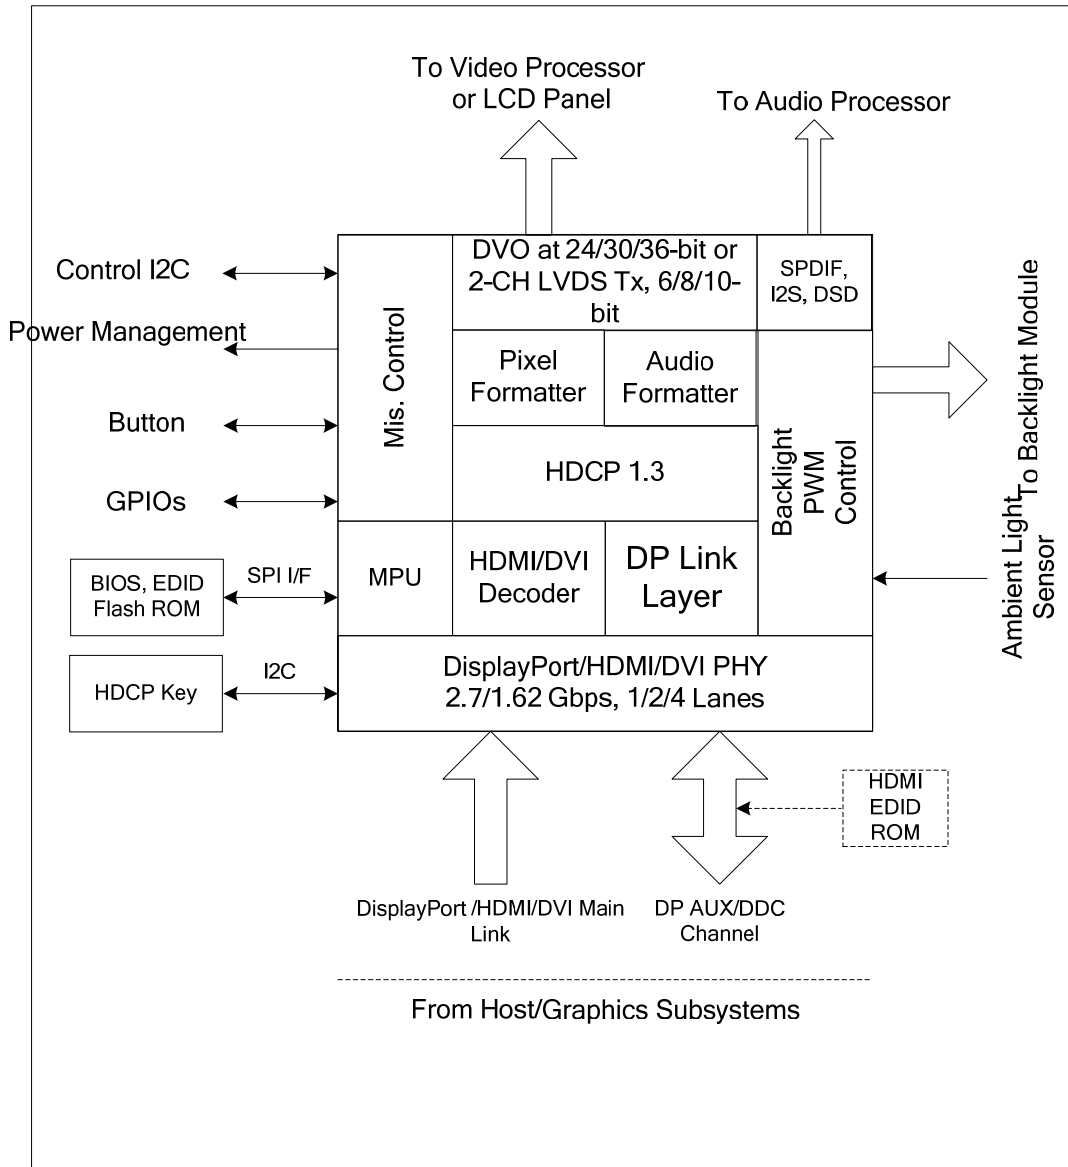 To Video Processor
or LCD Panel
To Audio Processor
DVO at 24/30/36-bit or
2-CH LVDS Tx, 6/8/10-
bit
SPDIF,
I2S, DSD
Control I2C
Power Management
Button
GPIOs
Mis. Control
Pixel
Formatter
Audio
Formatter
HDCP 1.3
Backlight
PWM
Control
To Backlight Module
Ambient Light
Sensor
BIOS, EDID
Flash ROM
SPI I/F
MPU
HDMI/DVI
Decoder
DP Link
Layer
HDCP Key
I2C
DisplayPort/HDMI/DVI PHY
2.7/1.62 Gbps, 1/2/4 Lanes
HDMI
EDID
ROM
DisplayPort /HDMI/DVI Main
Link
DP AUX/DDC
Channel
From Host/Graphics Subsystems